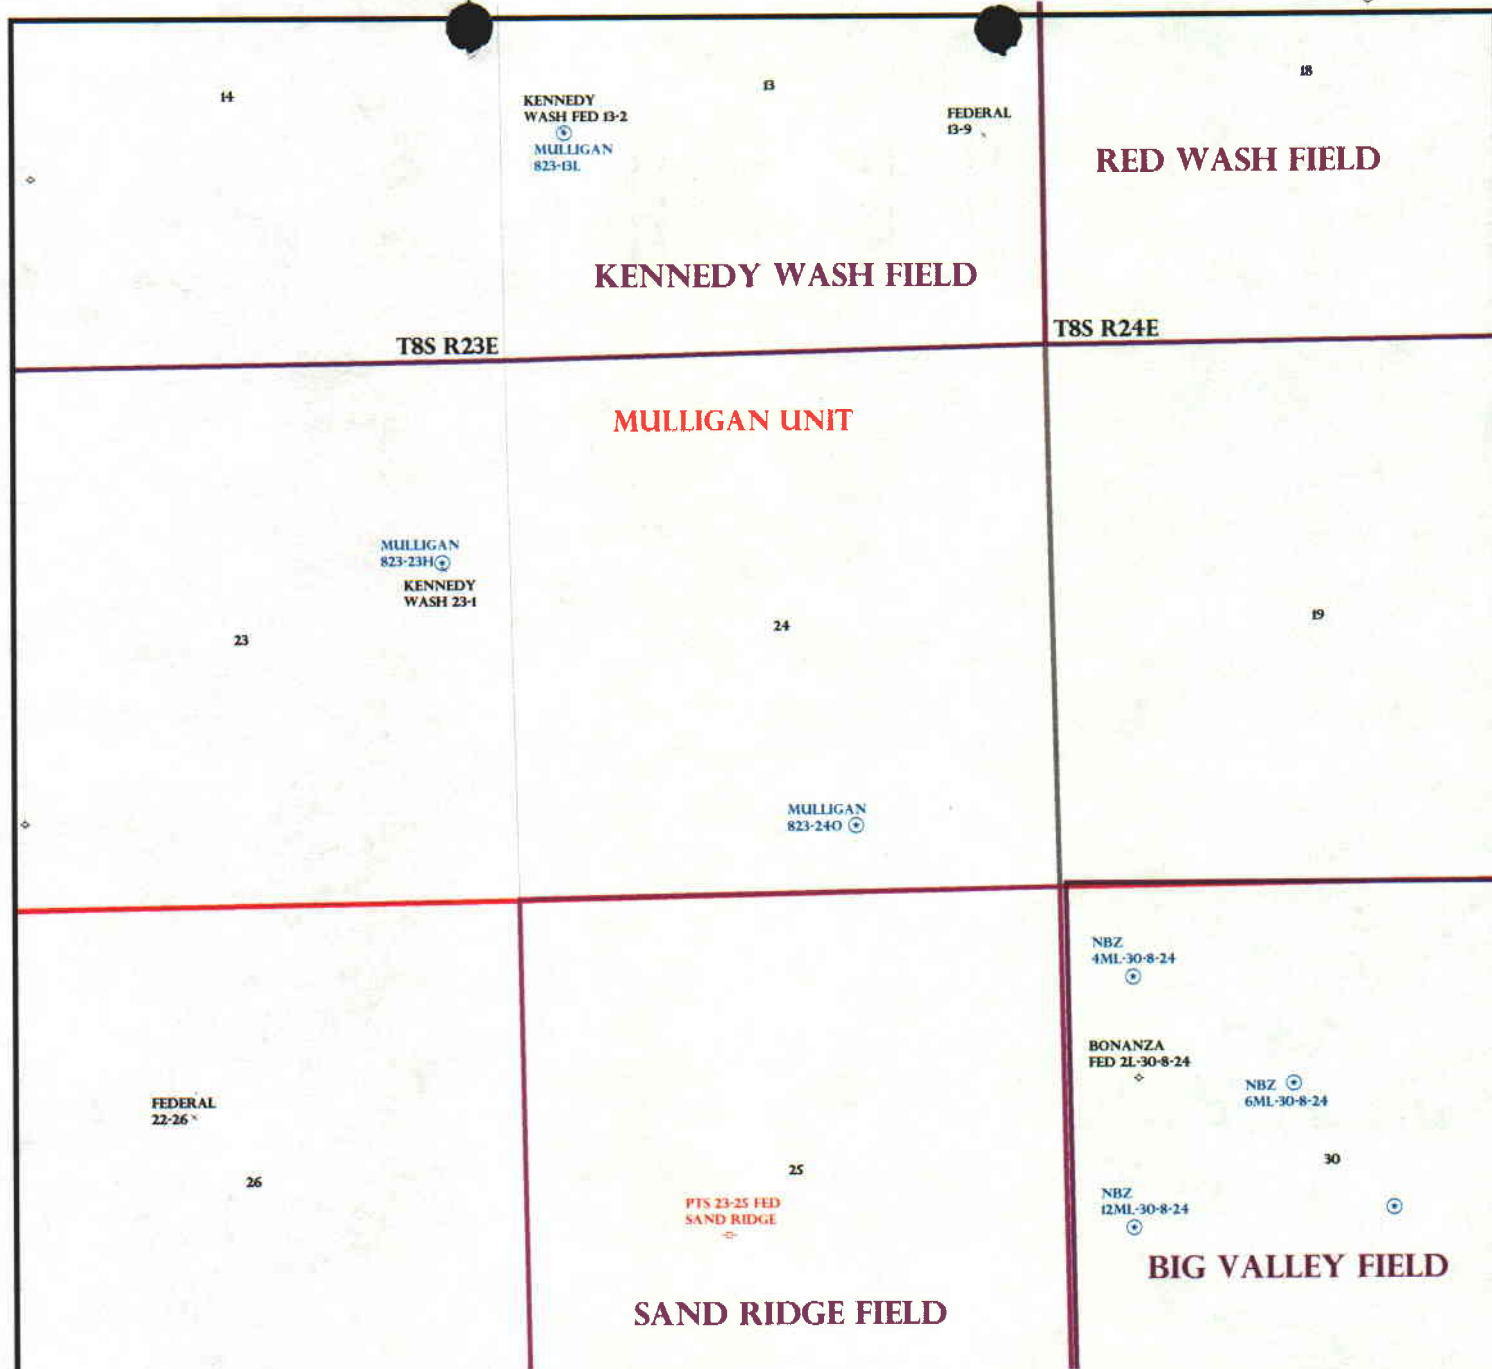 14
13
18
KENNEDY
WASH FED 13-2
MULLIGAN
823-13L
FEDERAL
13-9
RED WASH FIELD
KENNEDY WASH FIELD
T8S R23E
T8S R24E
MULLIGAN UNIT
MULLIGAN
823-23H
KENNEDY
WASH 23-1
23
24
19
MULLIGAN
823-24O
NBZ
4ML-30-8-24
BONANZA
FED 2L-30-8-24
NBZ
6ML-30-8-24
FEDERAL
22-26
26
25
30
PTS 23-25 FED
SAND RIDGE
NBZ
12ML-30-8-24
BIG VALLEY FIELD
SAND RIDGE FIELD